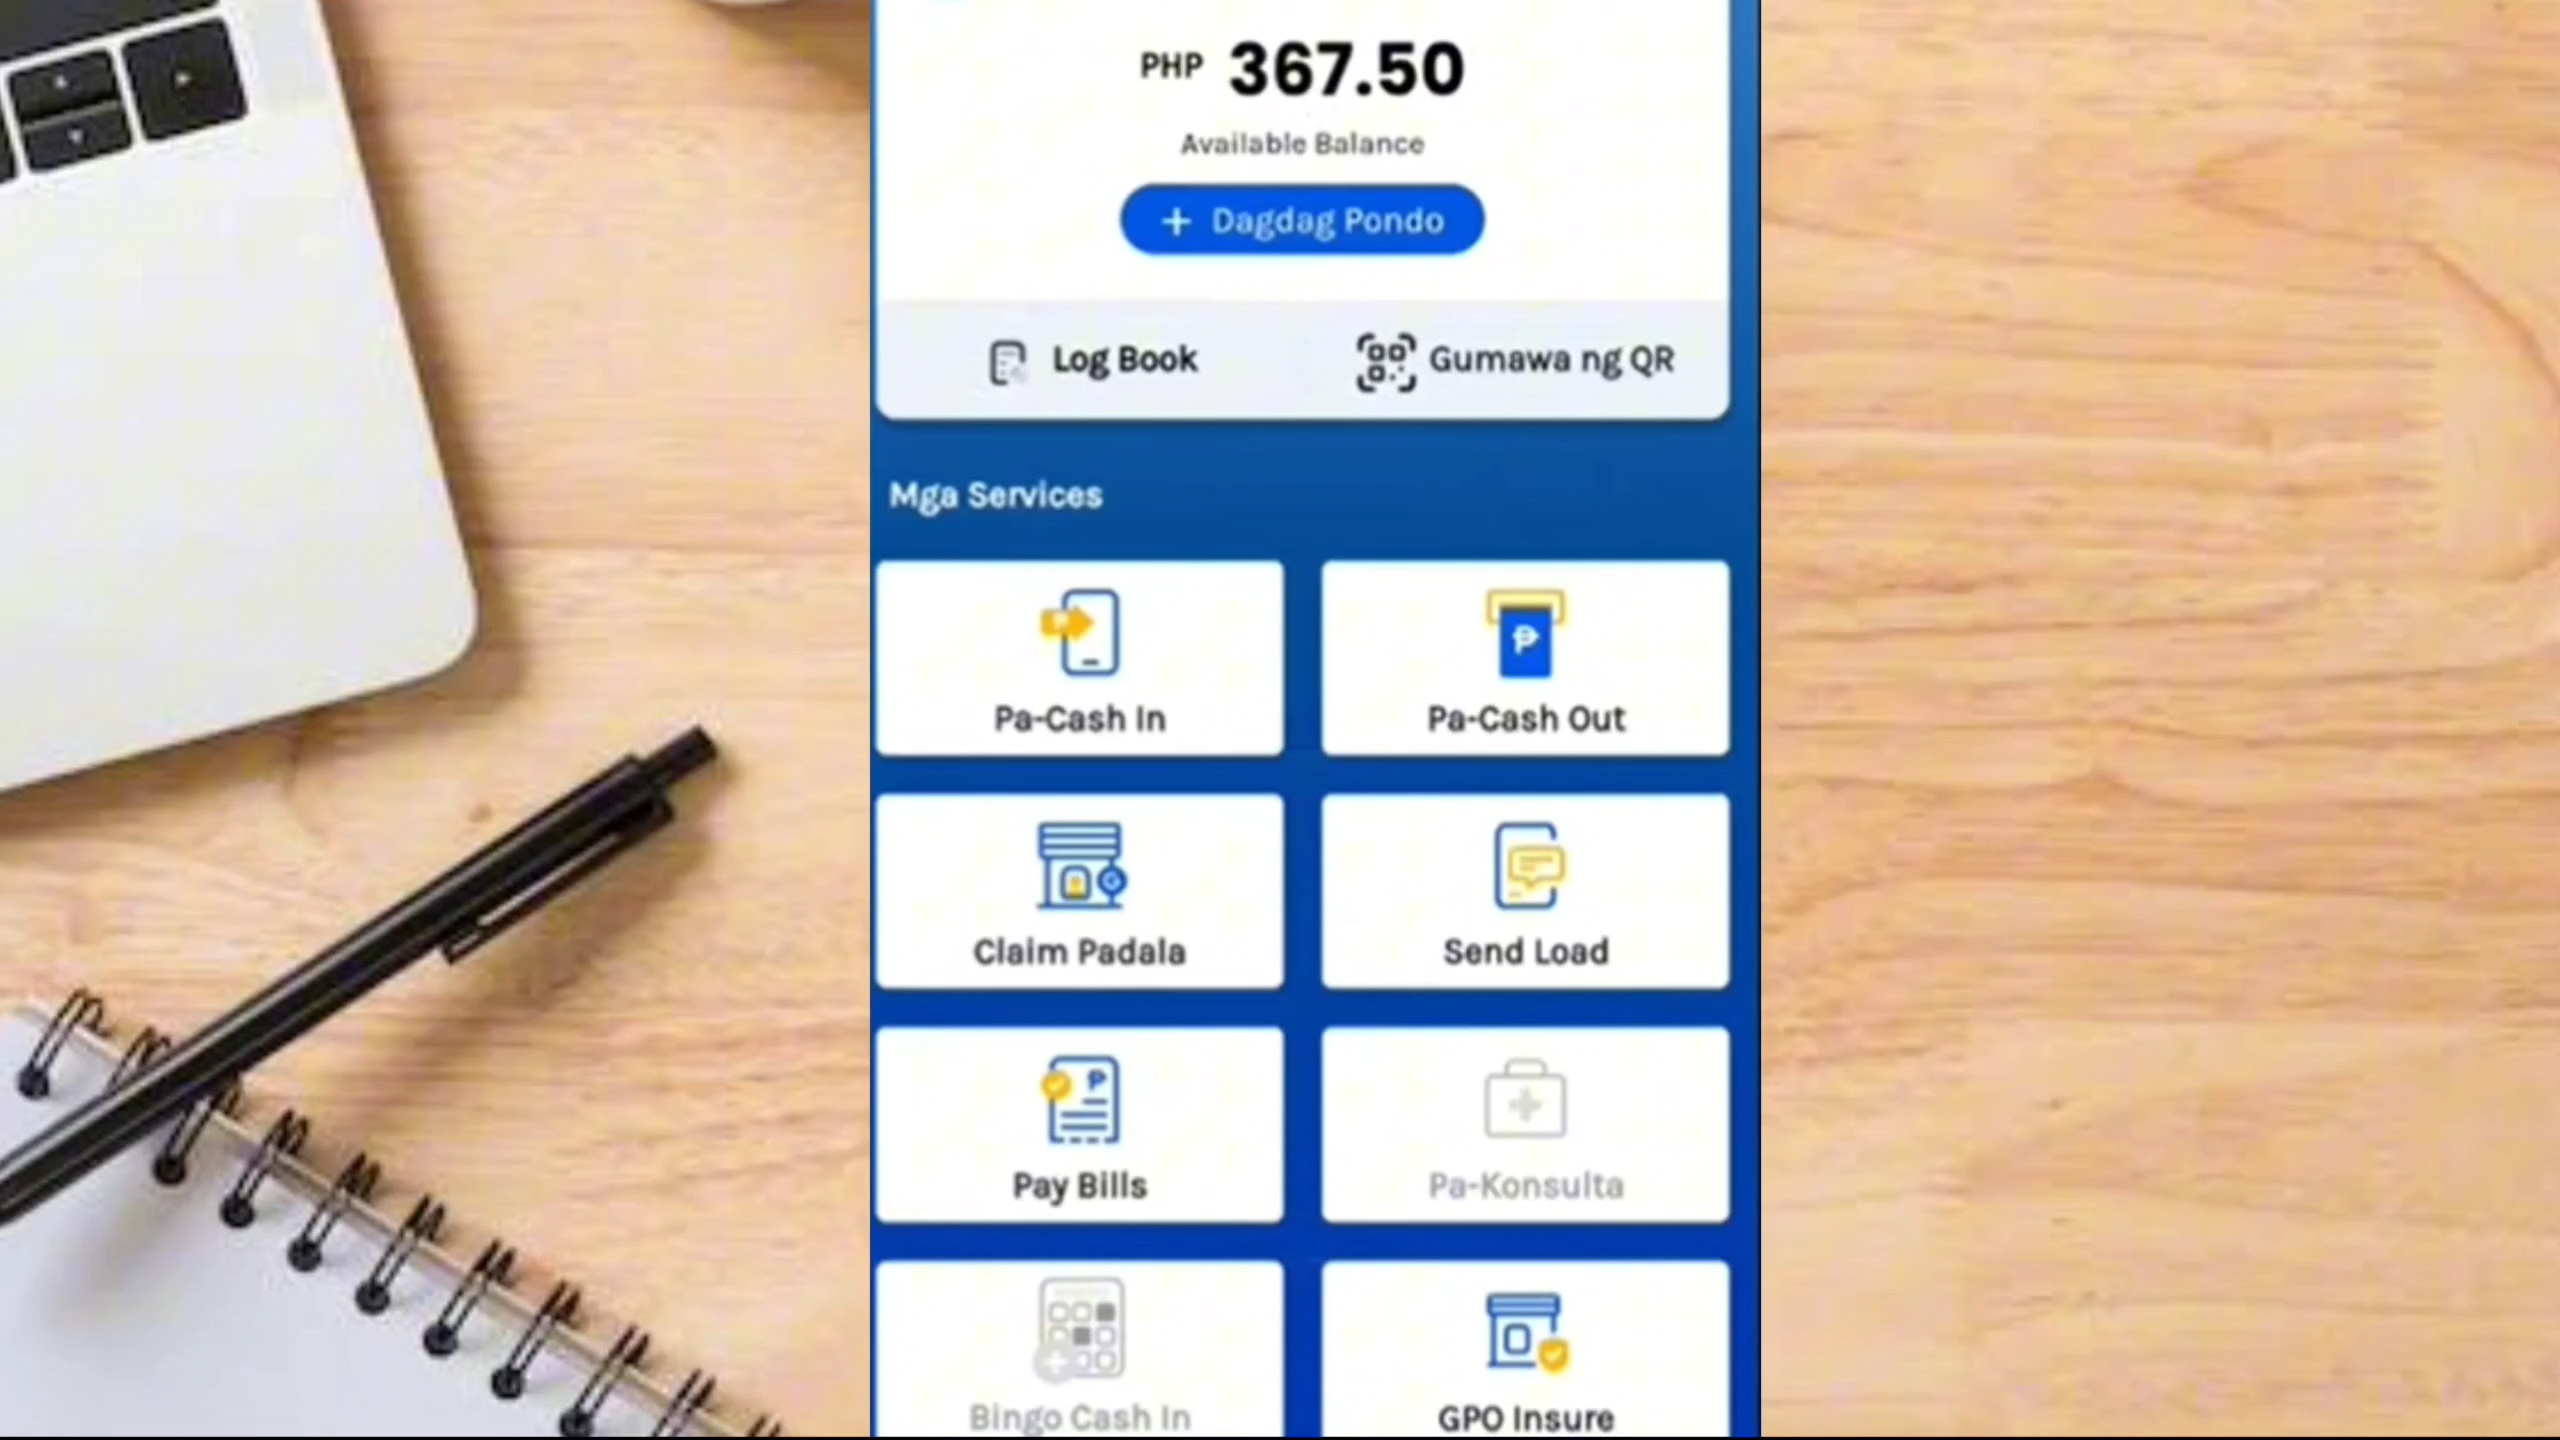 PHP 367.50
Available Balance
+ Dagdag Pondo
Log Book
Gumawa ng QR
Mga Services
Pa-Cash In
Pa-Cash Out
Claim Padala
Send Load
Pay Bills
Pa-Konsulta
Bingo Cash In
GPO Insure